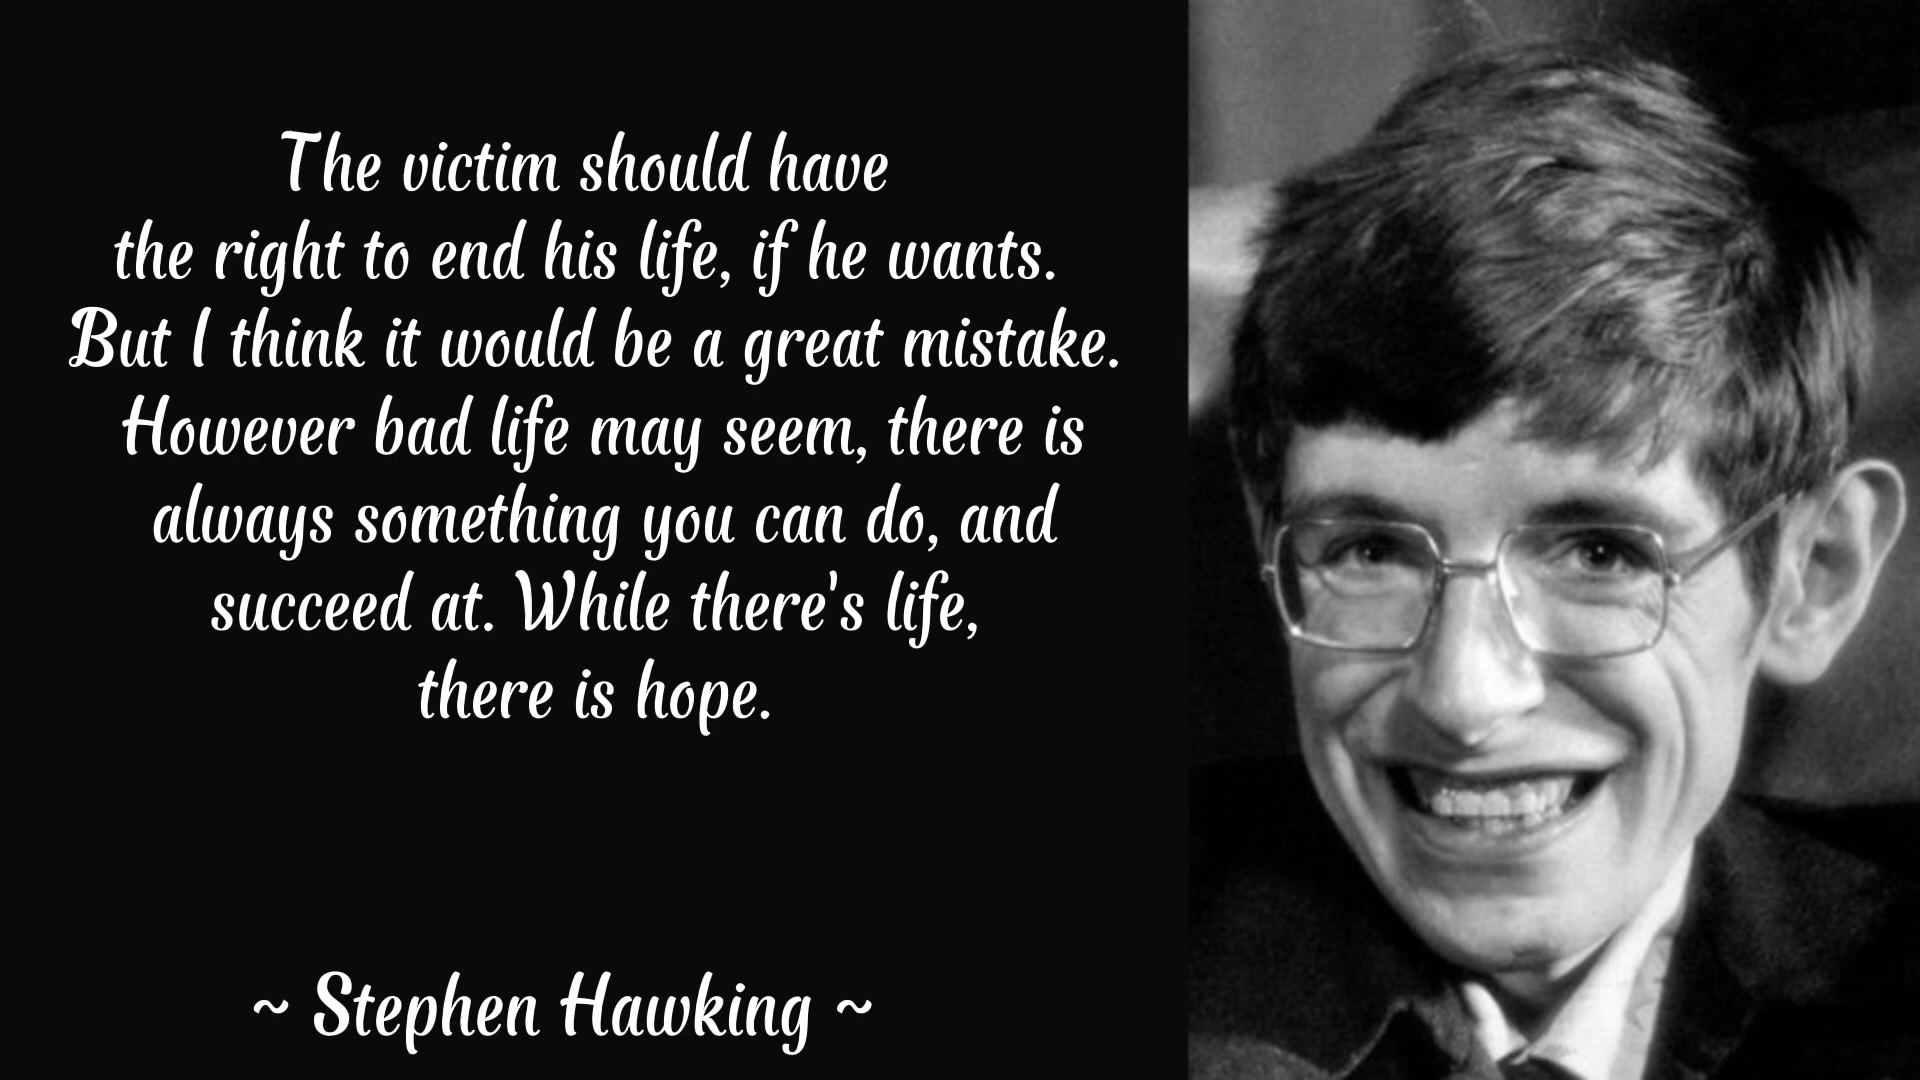 The victim should have
the right to end his life, if he wants.
But I think it would be a great mistake.
However bad life may seem, there is
always something you can do, and
succeed at. While there's life,
there is hope.
~ Stephen Hawking ~